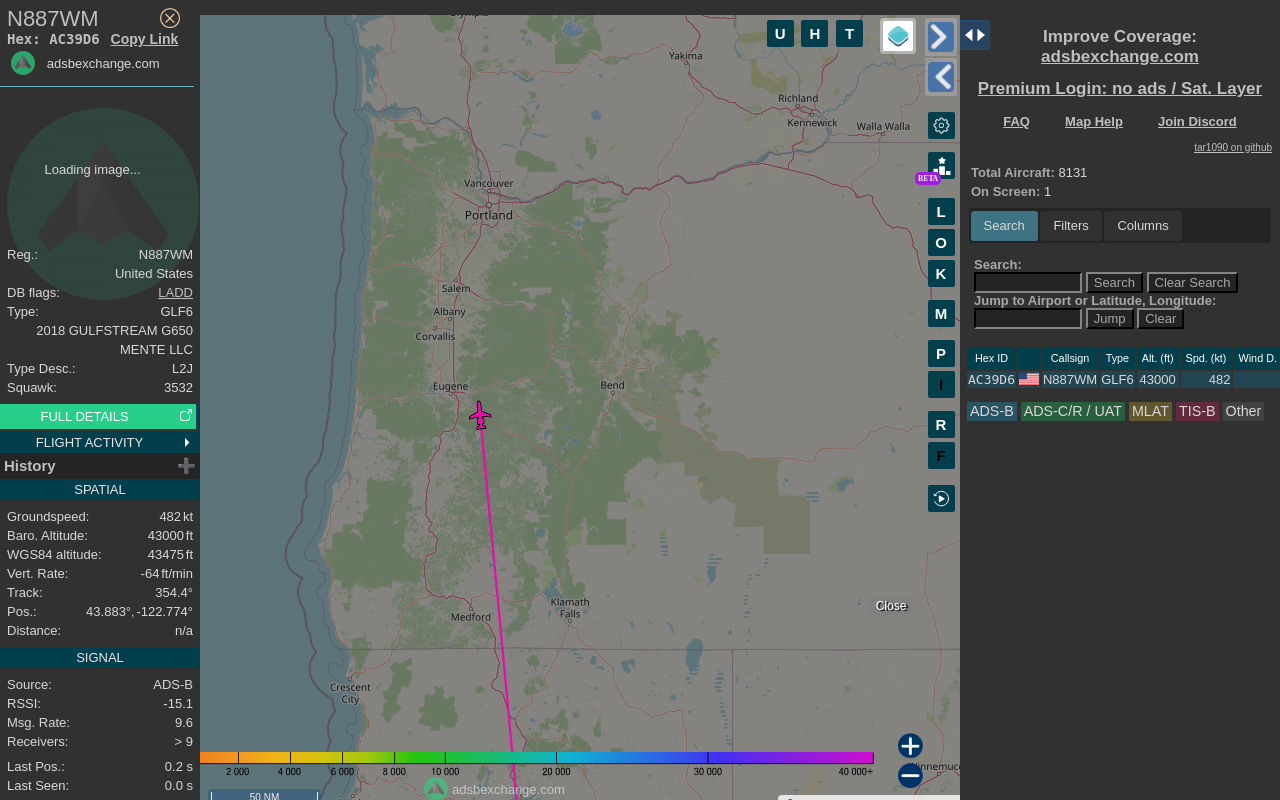 N887WM
Hex: AC39D6 Copy Link
adsbexchange.com
Loading image...
Reg.: N887WM
United States
DB flags: LADD
Type: GLF6
2018 GULFSTREAM G650
MENTE LLC
Type Desc.: L2J
Squawk: 3532
FULL DETAILS
FLIGHT ACTIVITY
History
SPATIAL
Groundspeed: 482 kt
Baro. Altitude: 43000 ft
WGS84 altitude: 43475 ft
Vert. Rate: -64 ft/min
Track: 354.4°
Pos.: 43.883°, -122.774°
Distance: n/a
SIGNAL
Source: ADS-B
RSSI: -15.1
Msg. Rate: 9.6
Receivers: > 9
Last Pos.: 0.2 s
Last Seen: 0.0 s
U H T
Yakima
Richland
Kennewick
Walla Walla
Vancouver
Portland
Salem
Albany
Corvallis
Eugene
Bend
Medford
Klamath
Falls
Crescent
City
Close
BETA
L
O
K
M
P
I
R
F
2 000 4 000 6 000 8 000 10 000 20 000 30 000 40 000+
adsbexchange.com
50 NM
Improve Coverage:
adsbexchange.com
Premium Login: no ads / Sat. Layer
FAQ Map Help Join Discord
tar1090 on github
Total Aircraft: 8131
On Screen: 1
Search Filters Columns
Search:
Search Clear Search
Jump to Airport or Latitude, Longitude:
Jump Clear
Hex ID Callsign Type Alt. (ft) Spd. (kt) Wind D.
AC39D6 N887WM GLF6 43000 482
ADS-B ADS-C/R / UAT MLAT TIS-B Other